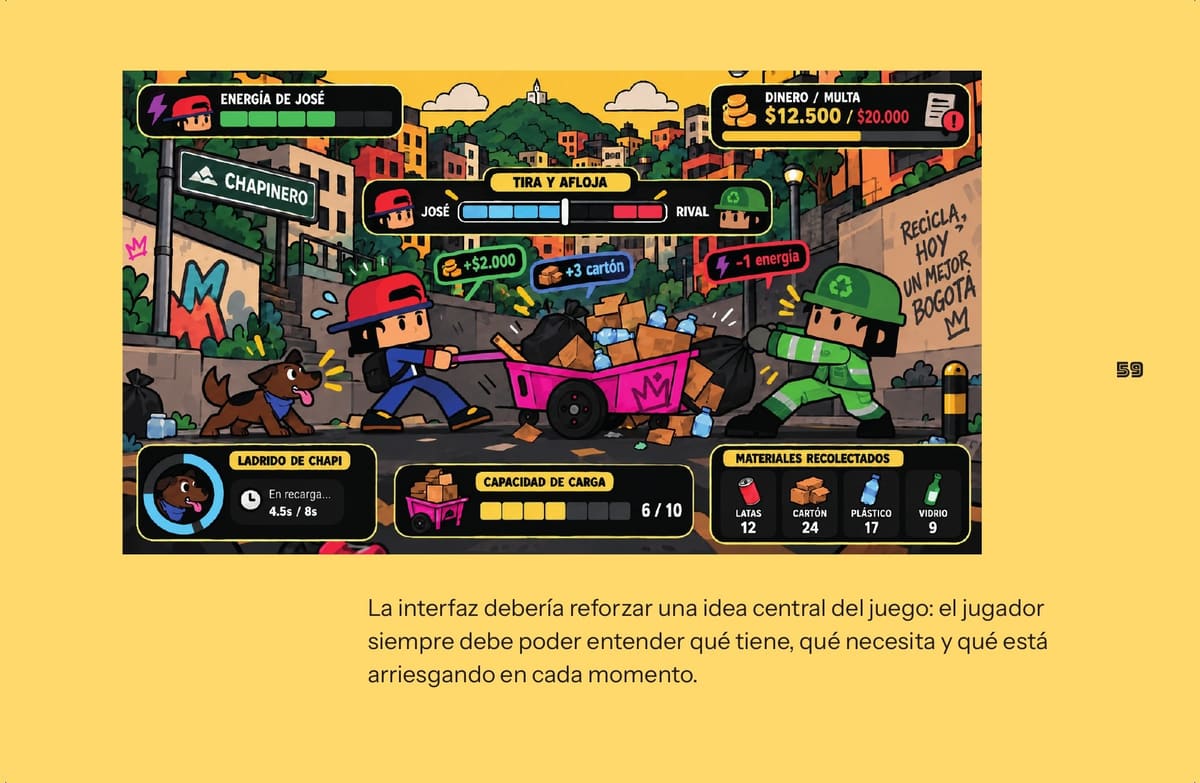 ENERGÍA DE JOSÉ
DINERO / MULTA
$12.500 / $20.000
CHAPINERO
TIRA Y AFLOJA
JOSÉ
RIVAL
+$2.000
+3 cartón
-1 energía
RECICLA,
HOY
UN MEJOR
BOGOTÁ
59
LADRIDO DE CHAPI
En recarga...
4.5s / 8s
CAPACIDAD DE CARGA
6 / 10
MATERIALES RECOLECTADOS
LATAS
12
CARTÓN
24
PLÁSTICO
17
VIDRIO
9
La interfaz debería reforzar una idea central del juego: el jugador
siempre debe poder entender qué tiene, qué necesita y qué está
arriesgando en cada momento.